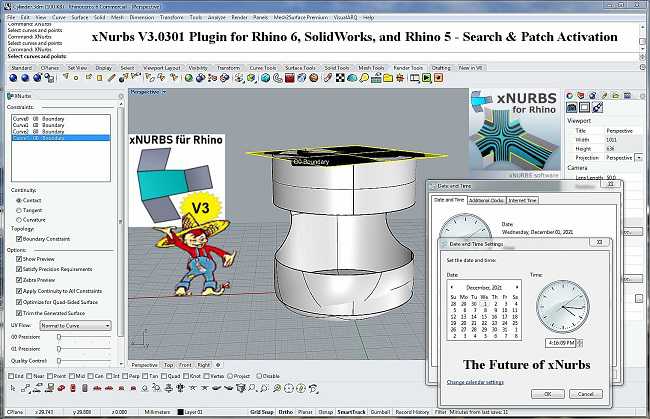 Cylinder.3dm (100 KB) - Rhinoceros 6 Commercial - [Perspective]
File Edit View Curve Surface Solid Mesh Dimension Transform Tools Analyze Render Panels Mesh2Surface Premium VisualARQ Help
Command: XNurbs
Select curves and points
Command: XNurbs
Select curves and points
Command: XNurbs
xNurbs V3.0301 Plugin for Rhino 6, SolidWorks, and Rhino 5 - Search & Patch Activation
Select curves and points:
Standard CPlanes Set View Display Select Viewport Layout Visibility Transform Curve Tools Surface Tools Solid Tools Mesh Tools Render Tools Drafting New in V6
XNurbs
Constraints:
Curve0 G0 Boundary
Curve1 G0 Boundary
Curve2 G0 Boundary
G0 Boundary
Continuity:
Contact
Tangent
Curvature
Topology:
Boundary Constraint
Options:
Show Preview
Satisfy Precision Requirements
Zebra Preview
Apply Continuity to All Constraints
Optimize for Quad-Sided Surface
Trim the Generated Surface
UV Flow: Normal to Curve
G0 Precision:
G1 Precision:
Quality Control:
Perspective
xNURBS für Rhino
V3
G0 Boundary
xNURBS
for Rhino
xNURBS software
Viewport
Title Perspective
Width 1011
Height 636
Projection Perspective
Camera
Lens Length 50.0
Date and Time
Date and Time Additional Clocks Internet Time
Date:
Wednesday, December 01, 2021
Date and Time Settings
Set the date and time:
Date Time:
December, 2021
Su Mo Tu We Th Fr Sa
28 29 30 1 2 3 4
5 6 7 8 9 10 11
12 13 14 15 16 17 18
19 20 21 22 23 24 25
26 27 28 29 30 31 1
2 3 4 5 6 7 8
4:16:09 PM
The Future of xNurbs
Change calendar settings
OK Cancel
Perspective Top Front Right
End Near Point Mid Cen Int Perp Tan Quad Knot Vertex Project Disable
CPlane x 29.741 y 29.808 z 0.000 Millimeters Layer 01 Grid Snap Ortho Planar Osnap SmartTrack Gumball Record History Filter Minutes from last save: 11